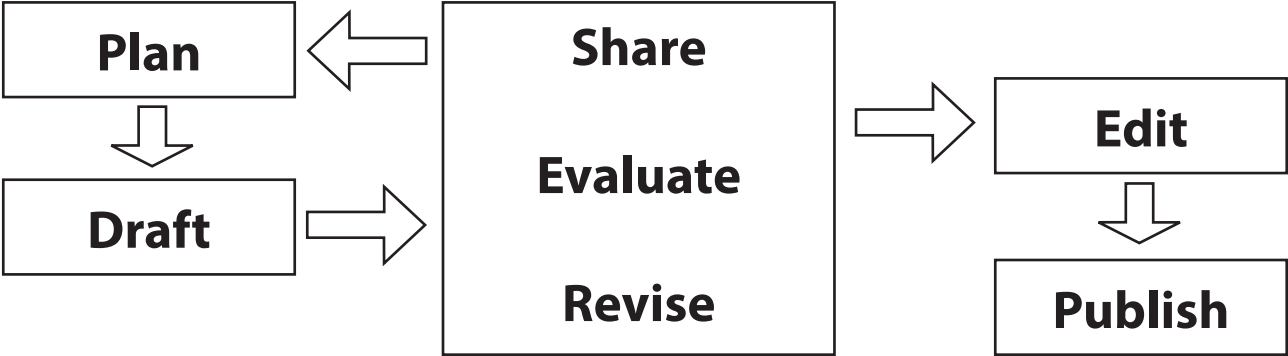 Plan
Draft
Share
Evaluate
Revise
Edit
Publish